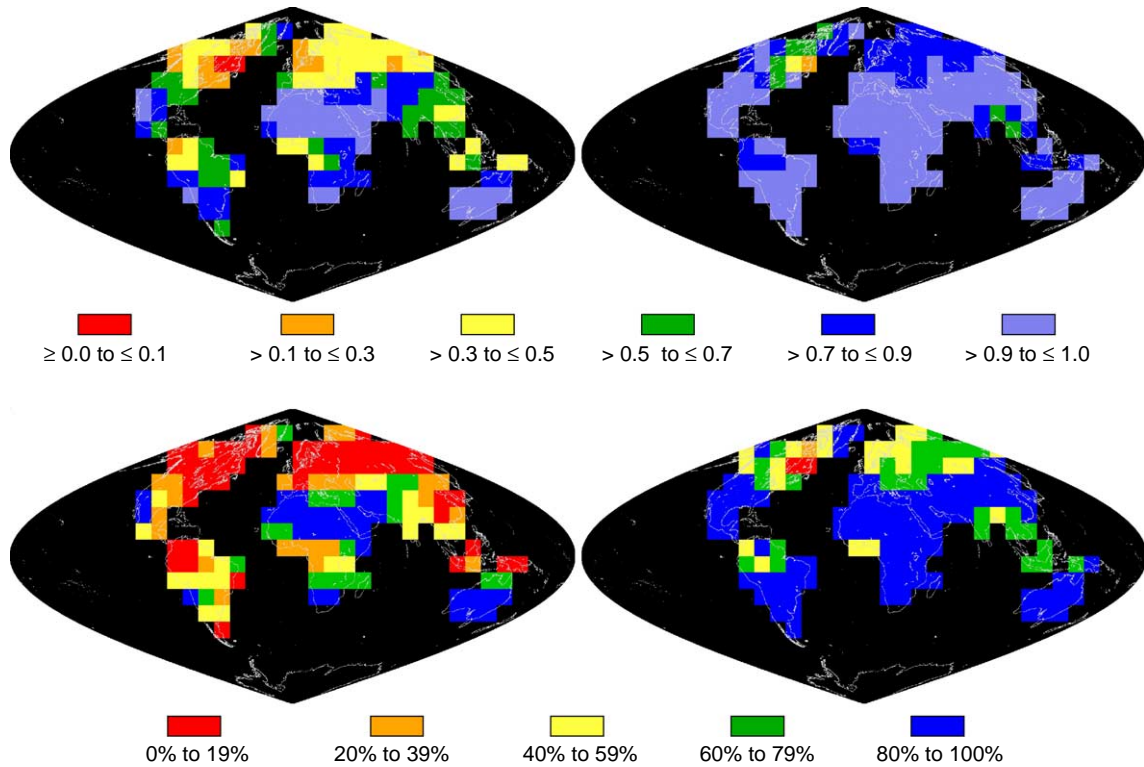 ≥ 0.0 to ≤ 0.1 > 0.1 to ≤ 0.3 > 0.3 to ≤ 0.5 > 0.5 to ≤ 0.7 > 0.7 to ≤ 0.9 > 0.9 to ≤ 1.0
0% to 19% 20% to 39% 40% to 59% 60% to 79% 80% to 100%